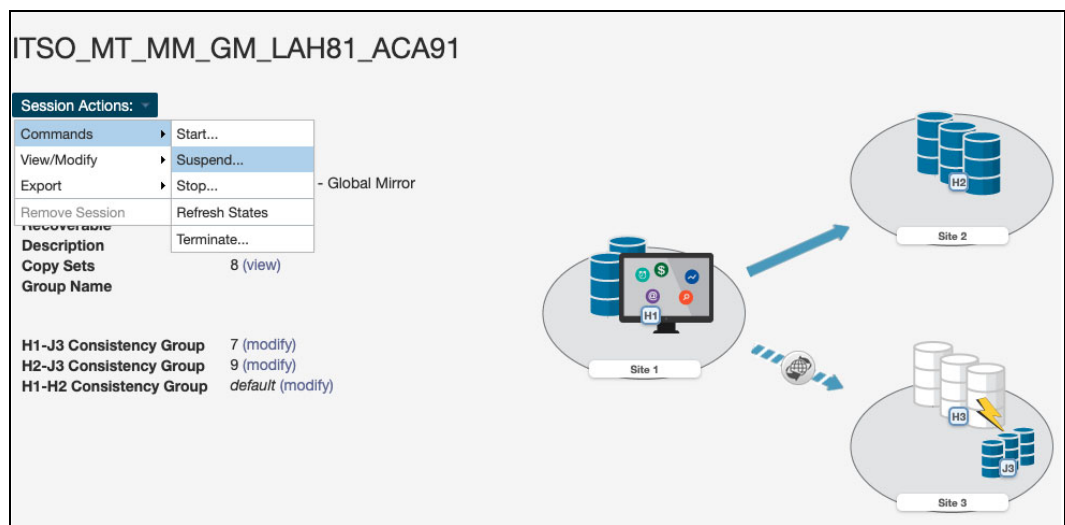 ITSO_MT_MM_GM_LAH81_ACA91
Session Actions:
Commands
View/Modify
Export
Remove Session
Start...
Suspend...
Stop...
Refresh States
Terminate...
- Global Mirror
Recoverable
Description
Copy Sets 8 (view)
Group Name
H1-J3 Consistency Group 7 (modify)
H2-J3 Consistency Group 9 (modify)
H1-H2 Consistency Group default (modify)
H2
Site 2
$
@
H1
Site 1
H3
J3
Site 3